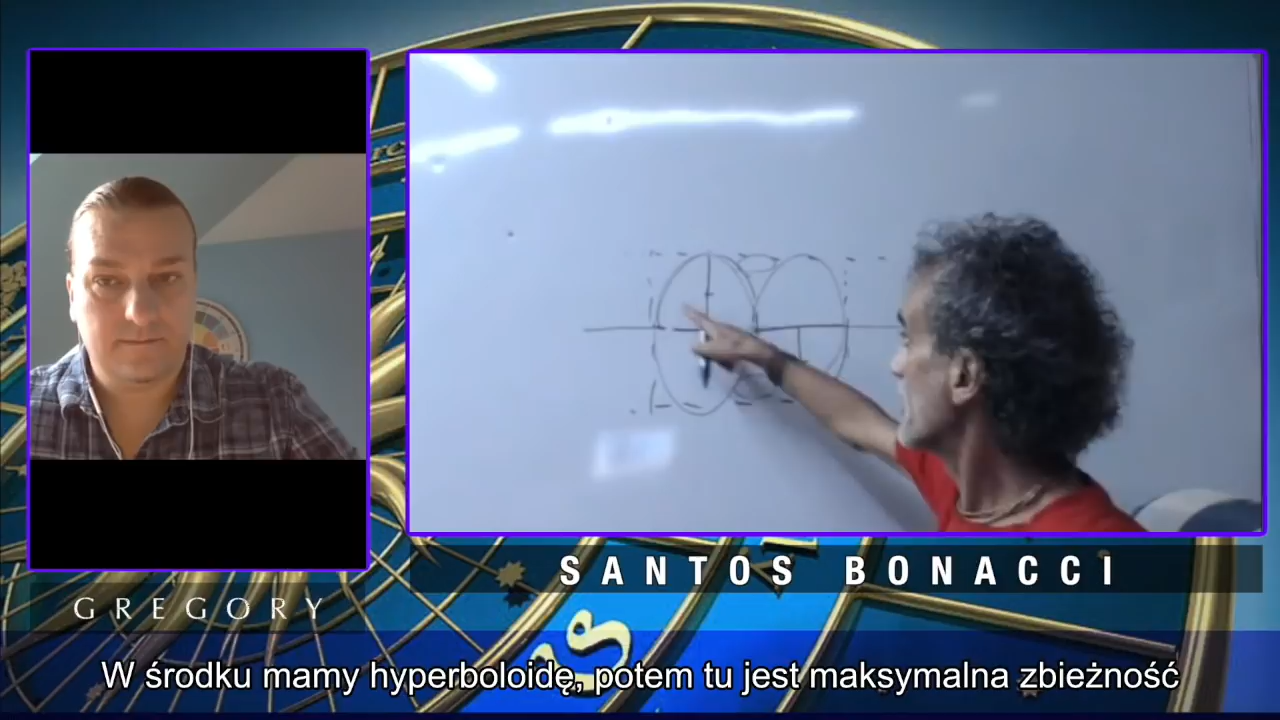 SANTOS BONACCI
GREGORY
W środku mamy hyperboloidę, potem tu jest maksymalna zbieżność